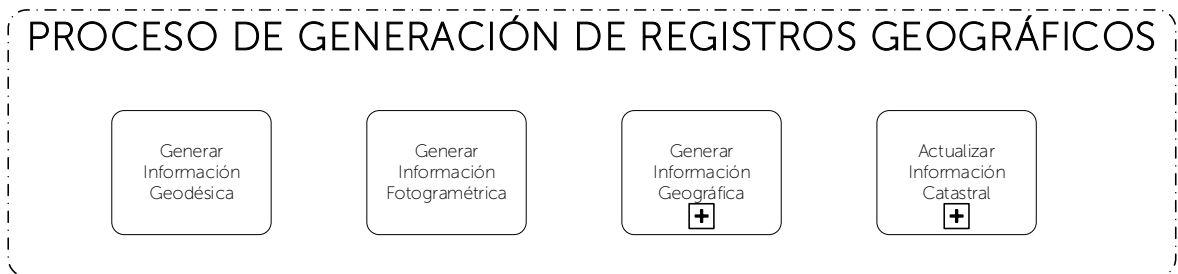 PROCESO DE GENERACIÓN DE REGISTROS GEOGRÁFICOS
Generar
Información
Geodésica
Generar
Información
Fotogramétrica
Generar
Información
Geográfica
Actualizar
Información
Catastral